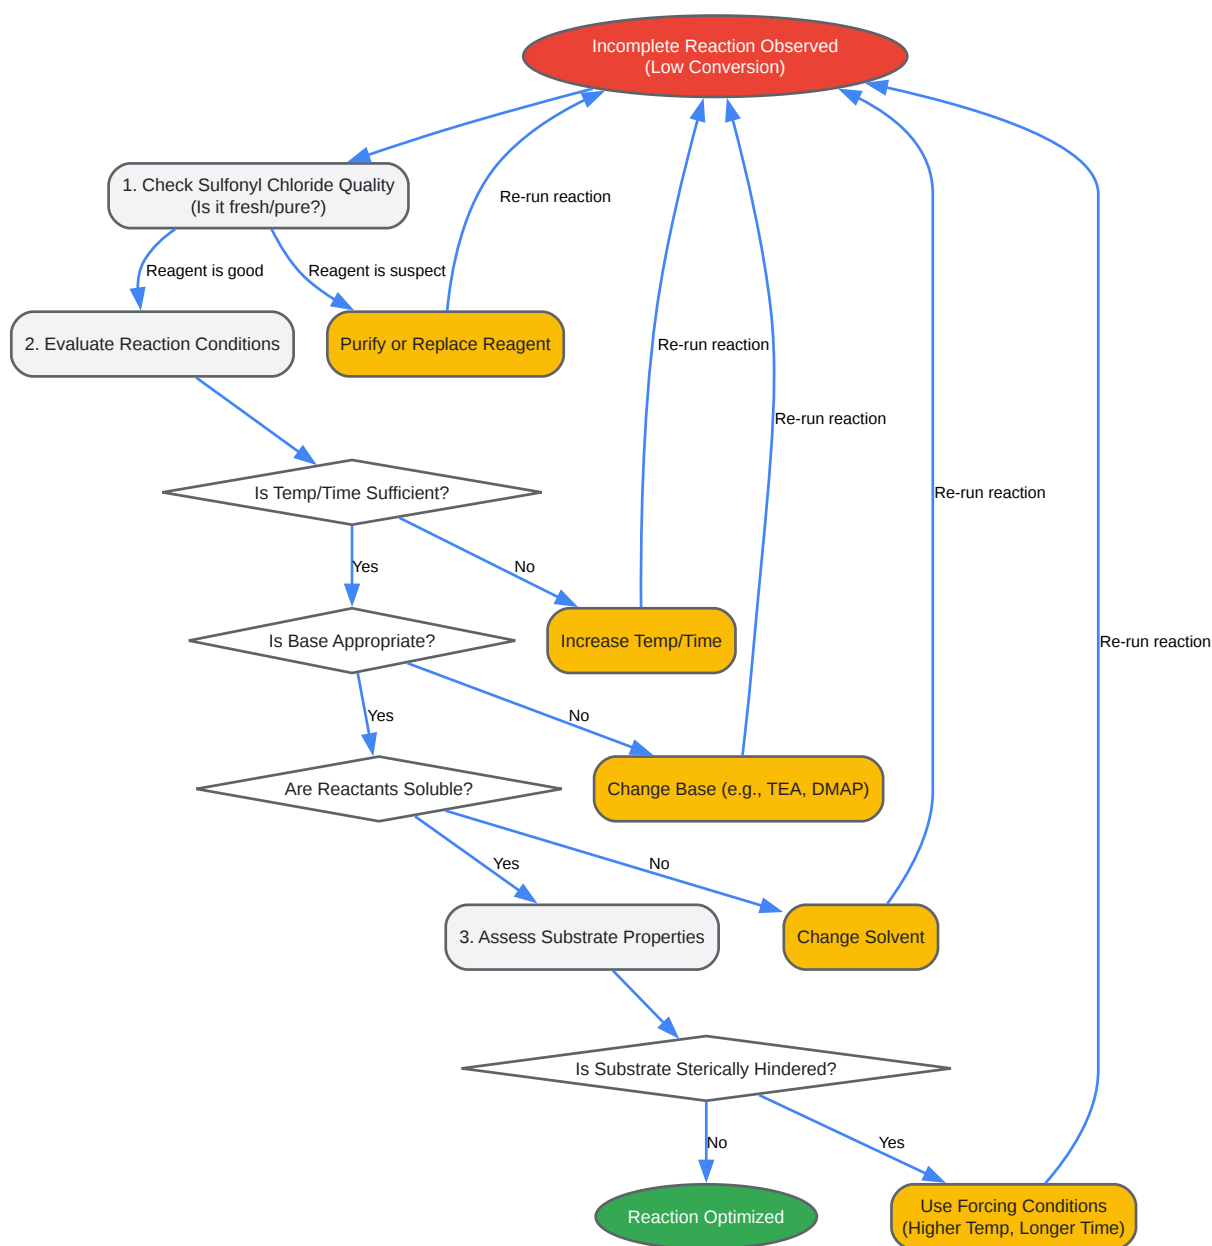 Incomplete Reaction Observed
(Low Conversion)
1. Check Sulfonyl Chloride Quality
(Is it fresh/pure?)
Re-run reaction
Reagent is good
Reagent is suspect
2. Evaluate Reaction Conditions
Purify or Replace Reagent
Re-run reaction
Re-run reaction
Is Temp/Time Sufficient?
Re-run reaction
Yes
No
Is Base Appropriate?
Increase Temp/Time
Re-run reaction
Yes
No
Are Reactants Soluble?
Change Base (e.g., TEA, DMAP)
Yes
No
3. Assess Substrate Properties
Change Solvent
Is Substrate Sterically Hindered?
No
Yes
Reaction Optimized
Use Forcing Conditions
(Higher Temp, Longer Time)